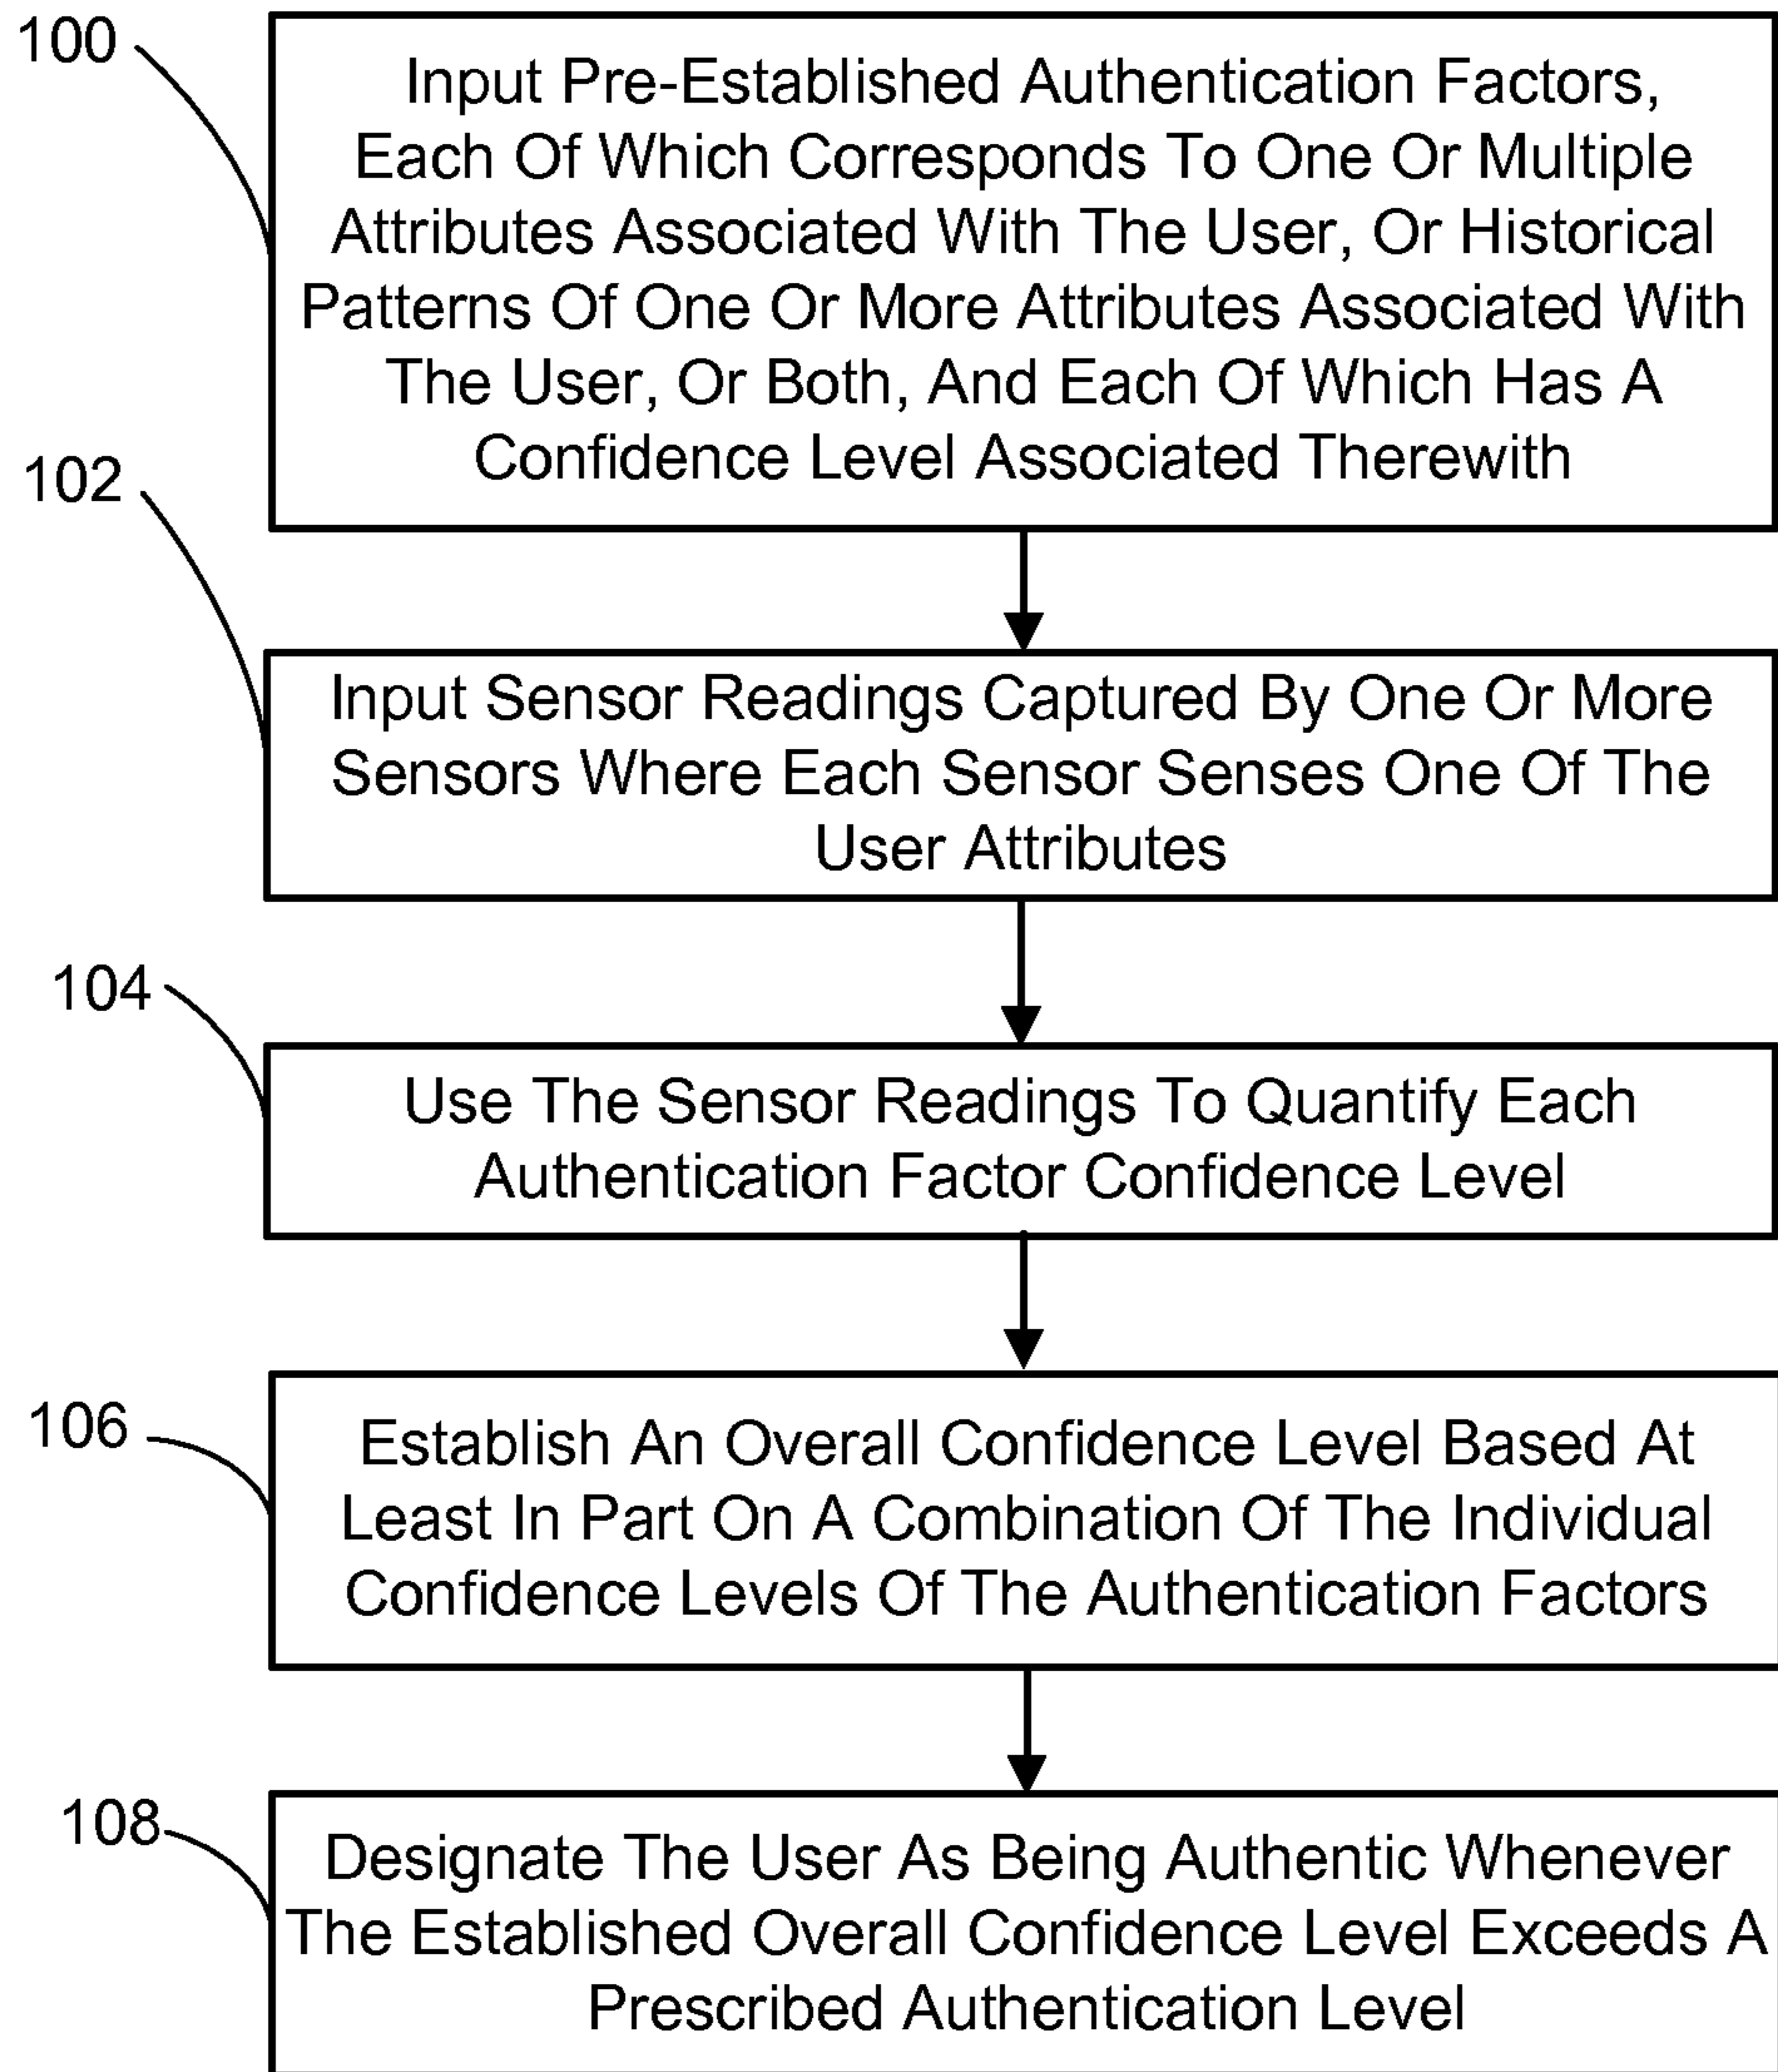 100
Input Pre-Established Authentication Factors,
Each Of Which Corresponds To One Or Multiple
Attributes Associated With The User, Or Historical
Patterns Of One Or More Attributes Associated With
The User, Or Both, And Each Of Which Has A
Confidence Level Associated Therewith
102
Input Sensor Readings Captured By One Or More
Sensors Where Each Sensor Senses One Of The
User Attributes
104
Use The Sensor Readings To Quantify Each
Authentication Factor Confidence Level
106
Establish An Overall Confidence Level Based At
Least In Part On A Combination Of The Individual
Confidence Levels Of The Authentication Factors
108
Designate The User As Being Authentic Whenever
The Established Overall Confidence Level Exceeds A
Prescribed Authentication Level